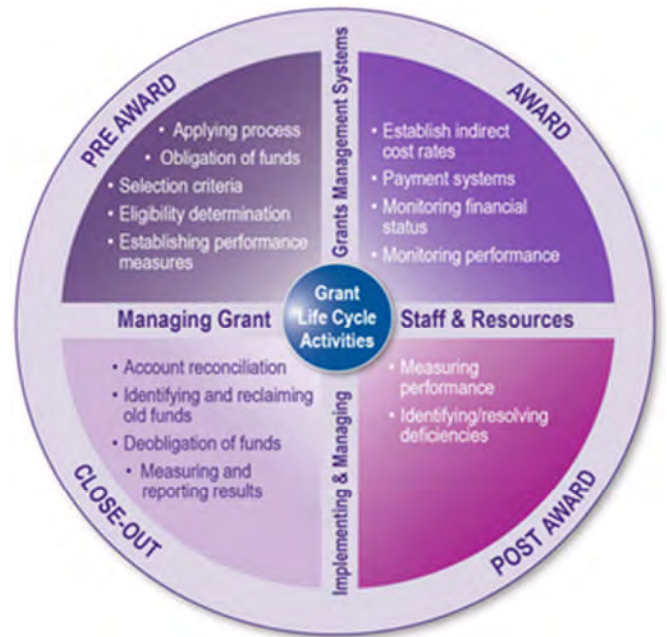 PRE AWARD
• Applying process
• Obligation of funds
• Selection criteria
• Eligibility determination
• Establishing performance
measures
Grants Management Systems
AWARD
• Establish indirect
cost rates
• Payment systems
• Monitoring financial
status
• Monitoring performance
Managing Grant
Grant
Life Cycle
Activities
Staff & Resources
• Account reconciliation
• Identifying and reclaiming
old funds
• Deobligation of funds
• Measuring and
reporting results
CLOSE-OUT
Implementing & Managing
• Measuring
performance
• Identifying/resolving
deficiencies
POST AWARD